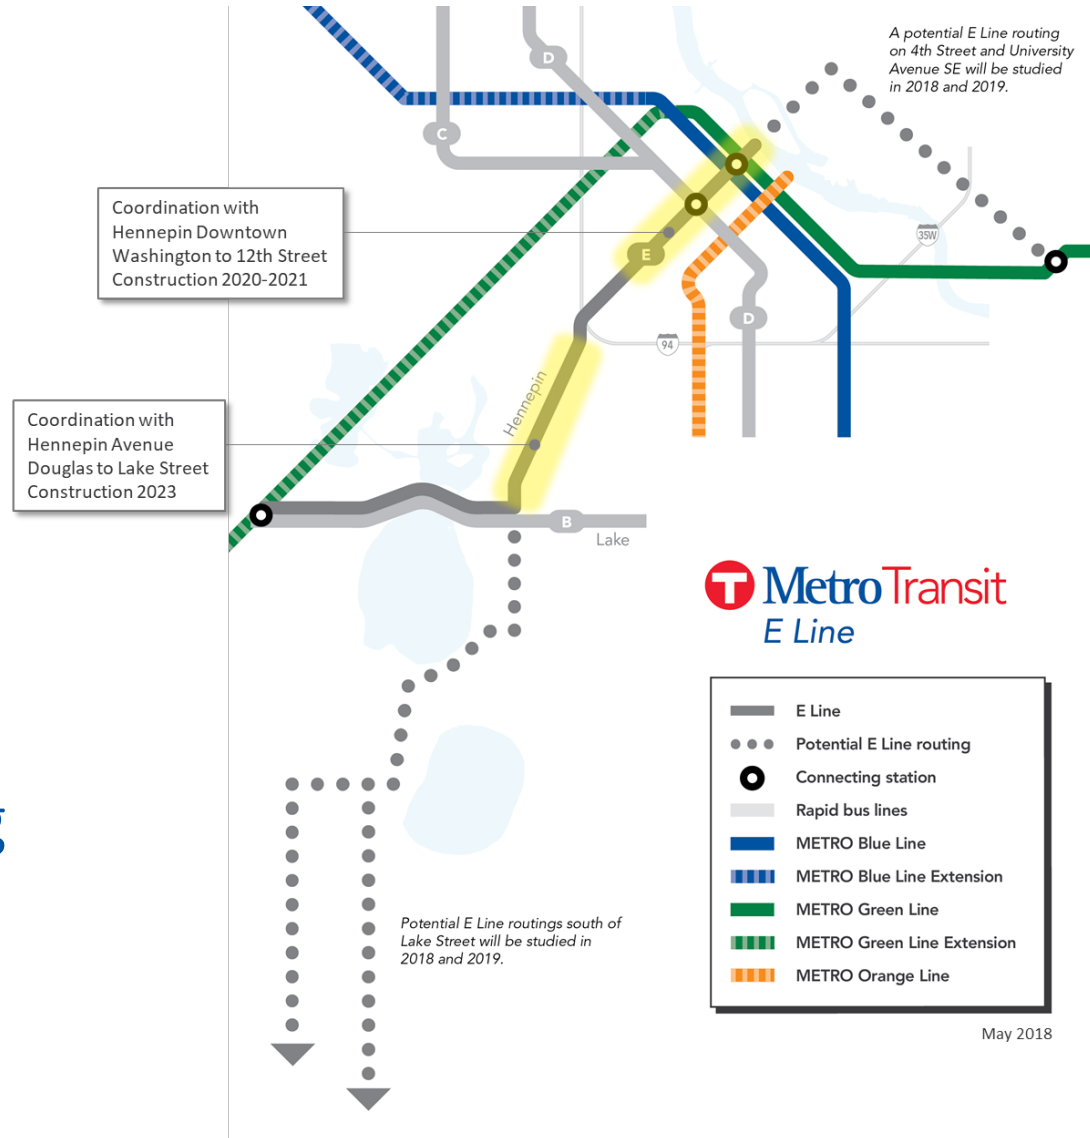 A potential E Line routing
on 4th Street and University
Avenue SE will be studied
in 2018 and 2019.
D
C
Coordination with
Hennepin Downtown
Washington to 12th Street
Construction 2020-2021
E
35W
D
94
Hennepin
Coordination with
Hennepin Avenue
Douglas to Lake Street
Construction 2023
B
Lake
T MetroTransit
E Line
E Line
Potential E Line routing
Connecting station
Rapid bus lines
METRO Blue Line
METRO Blue Line Extension
METRO Green Line
METRO Green Line Extension
METRO Orange Line
Potential E Line routings south of
Lake Street will be studied in
2018 and 2019.
May 2018